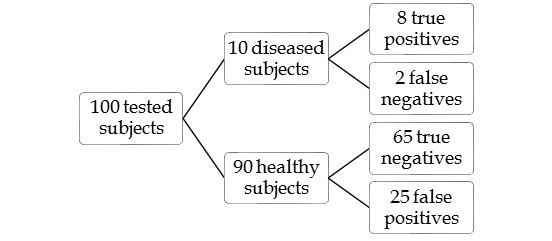 100 tested
subjects
10 diseased
subjects
8 true
positives
2 false
negatives
90 healthy
subjects
65 true
negatives
25 false
positives